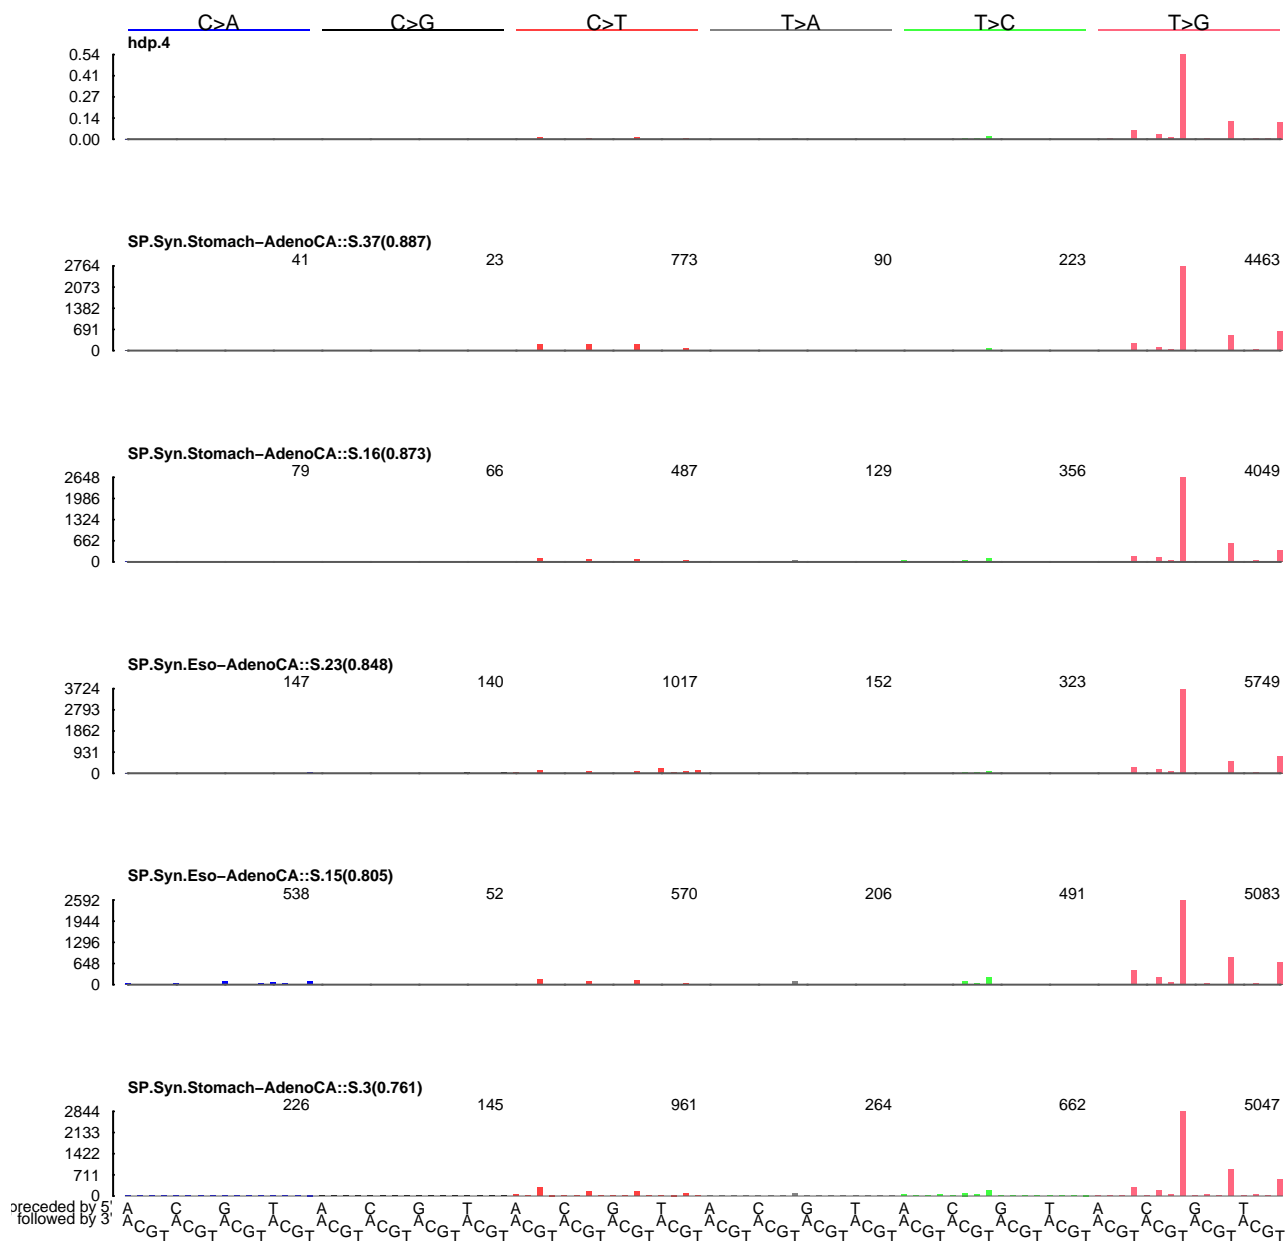 C>A C>G C>T T>A T>C T>G
hdp.4
0.54
0.41
0.27
0.14
0.00
SP.Syn.Stomach−AdenoCA::S.37(0.887)
41 23 773 90 223 4463
2764
2073
1382
691
0
SP.Syn.Stomach−AdenoCA::S.16(0.873)
79 66 487 129 356 4049
2648
1986
1324
662
0
SP.Syn.Eso−AdenoCA::S.23(0.848)
147 140 1017 152 323 5749
3724
2793
1862
931
0
SP.Syn.Eso−AdenoCA::S.15(0.805)
538 52 570 206 491 5083
2592
1944
1296
648
0
SP.Syn.Stomach−AdenoCA::S.3(0.761)
226 145 961 264 662 5047
2844
2133
1422
711
0
preceded by 5' A C G T A C G T A C G T A C G T A C G T A C G T
followed by 3' A C G T A C G T A C G T A C G T A C G T A C G T A C G T A C G T A C G T A C G T A C G T A C G T A C G T A C G T A C G T A C G T A C G T A C G T A C G T A C G T A C G T A C G T A C G T A C G T